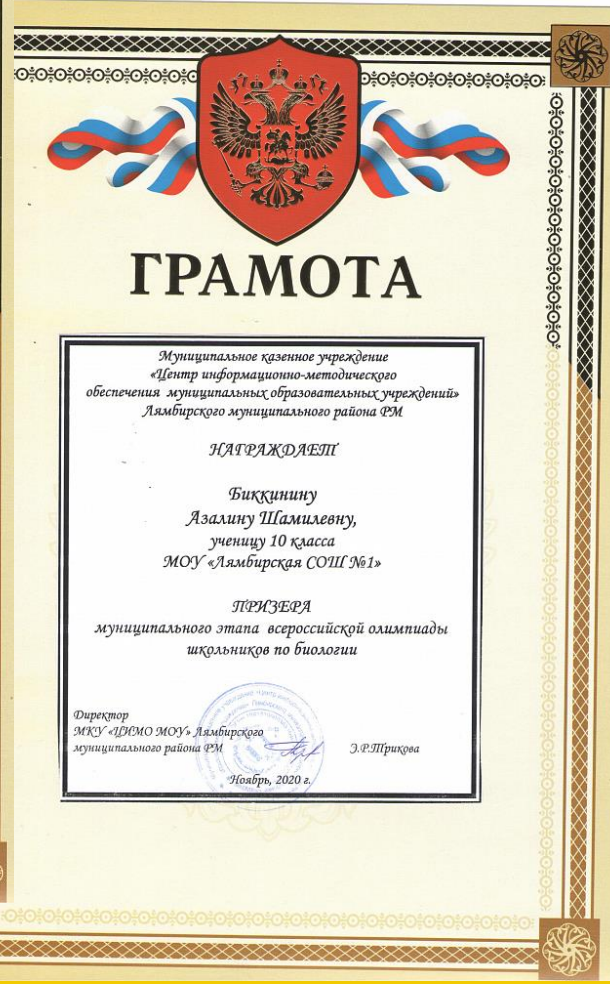 ГРАМОТА
Муниципальное казенное учреждение
«Центр информационно-методического
обеспечения муниципальных образовательных учреждений»
Лямбирского муниципального района РМ
НАГРАЖДАЕТ
Биккинину
Азалину Шамилевну,
ученицу 10 класса
МОУ «Лямбирская СОШ №1»
ПРИЗЕРА
муниципального этапа всероссийской олимпиады
школьников по биологии
Директор
МКУ «ЦИМО МОУ» Лямбирского
муниципального района РМ Э.Р.Трикова
Ноябрь, 2020 г.